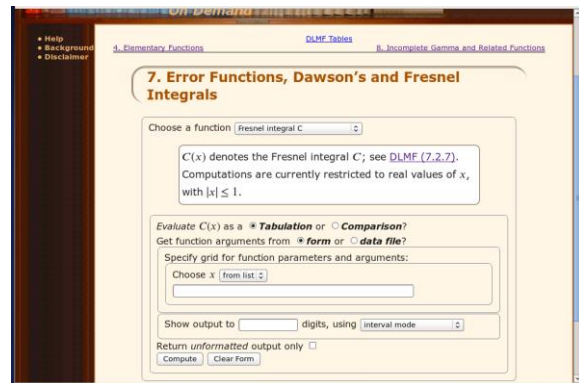 On-Demand
• Help
• Background
• Disclaimer
DLMF Tables
4. Elementary Functions
8. Incomplete Gamma and Related Functions
7. Error Functions, Dawson's and Fresnel
Integrals
Choose a function Fresnel integral C
C(x) denotes the Fresnel integral C; see DLMF (7.2.7).
Computations are currently restricted to real values of x,
with |x| ≤ 1.
Evaluate C(x) as a Tabulation or Comparison?
Get function arguments from form or data file?
Specify grid for function parameters and arguments:
Choose x from list
Show output to digits, using interval mode
Return unformatted output only
Compute Clear Form